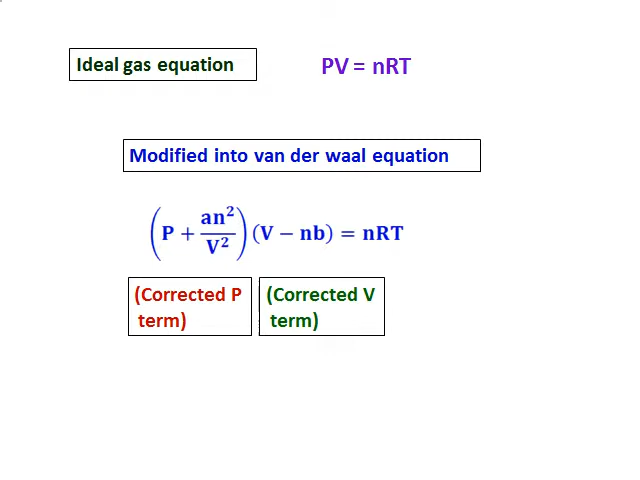 Ideal gas equation PV = nRT
Modified into van der waal equation
(P + an²/V²) (V − nb) = nRT
(Corrected P (Corrected V
term) term)